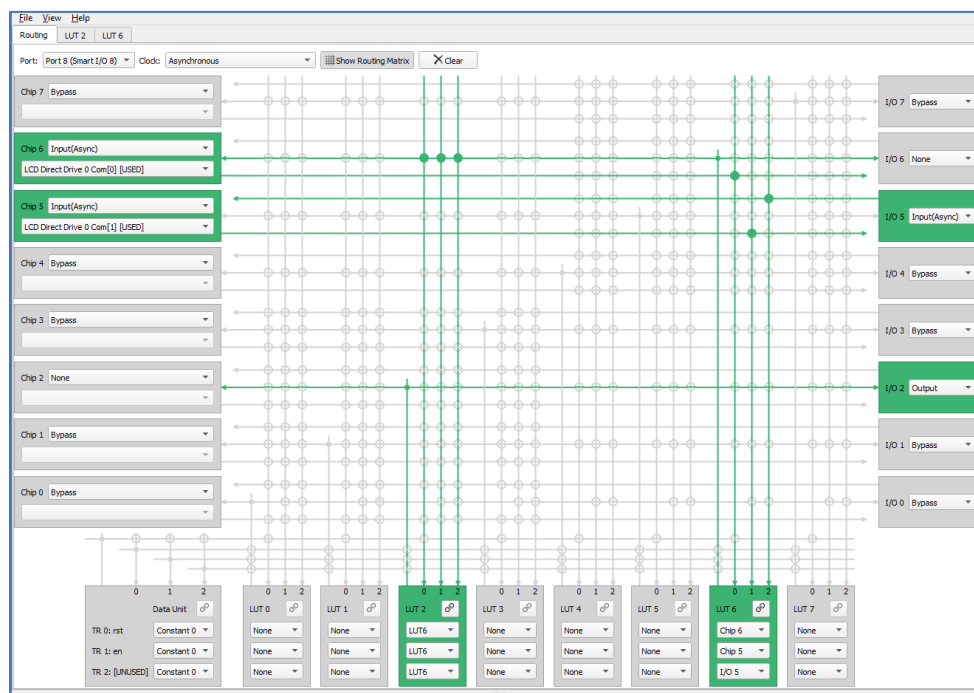 File View Help
Routing LUT 2 LUT 6
Port: Port 8 (Smart I/O 8) Clock: Asynchronous Show Routing Matrix Clear
Chip 7 Bypass I/O 7 Bypass
Chip 6 Input(Async) I/O 6 None
LCD Direct Drive 0 Com[0] [USED]
Chip 5 Input(Async) I/O 5 Input(Async)
LCD Direct Drive 0 Com[1] [USED]
Chip 4 Bypass I/O 4 Bypass
Chip 3 Bypass I/O 3 Bypass
Chip 2 None I/O 2 Output
Chip 1 Bypass I/O 1 Bypass
Chip 0 Bypass I/O 0 Bypass
0 1 2 0 1 2 0 1 2 0 1 2 0 1 2 0 1 2 0 1 2 0 1 2 0 1 2
Data Unit LUT 0 LUT 1 LUT 2 LUT 3 LUT 4 LUT 5 LUT 6 LUT 7
TR 0: rst Constant 0 None None LUT6 None None None Chip 6 None
TR 1: en Constant 0 None None LUT6 None None None Chip 5 None
TR 2: [UNUSED] Constant 0 None None LUT6 None None None I/O 5 None